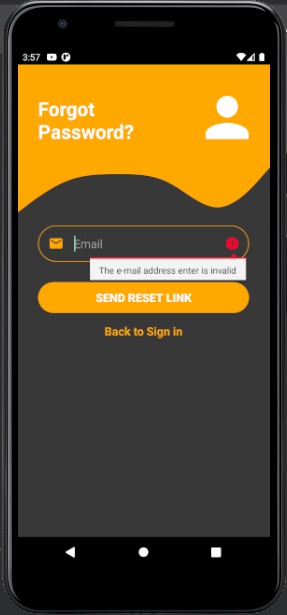 3:57
Forgot
Password?
Email
The e-mail address enter is invalid
SEND RESET LINK
Back to Sign in